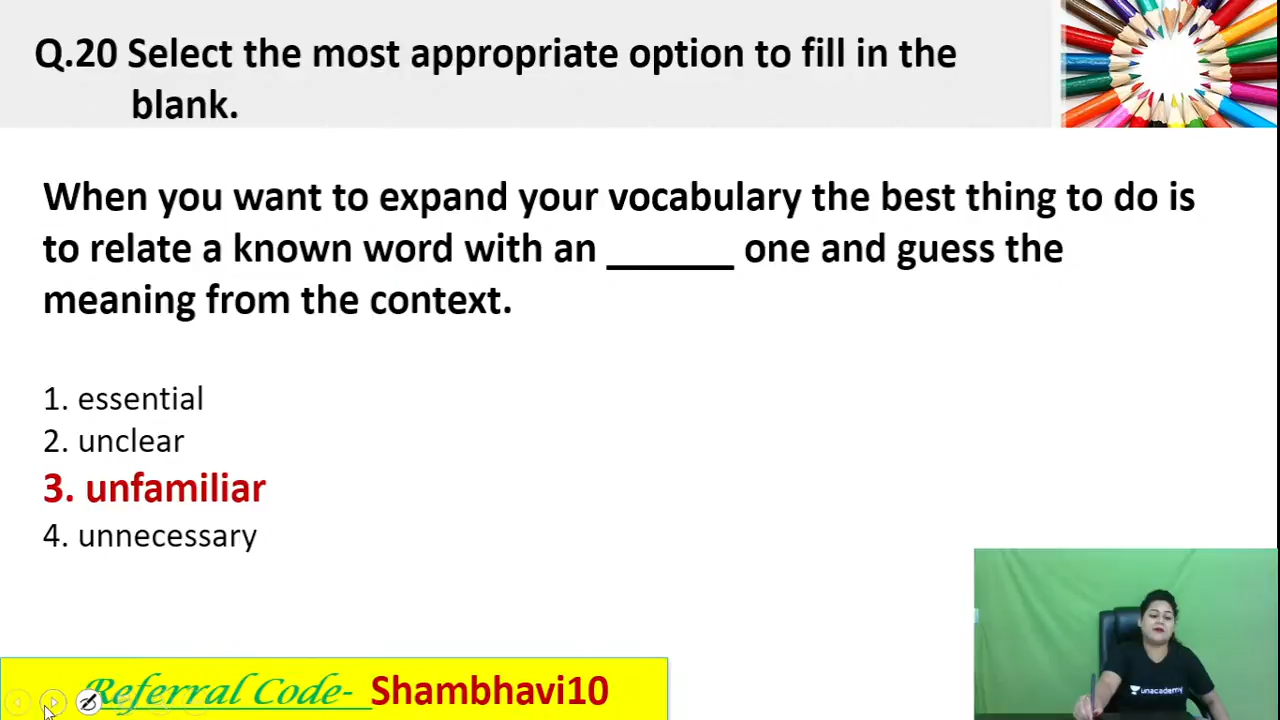 Q.20 Select the most appropriate option to fill in the
blank.
When you want to expand your vocabulary the best thing to do is
to relate a known word with an ______ one and guess the
meaning from the context.
1. essential
2. unclear
3. unfamiliar
4. unnecessary
unacademy
Referral Code- Shambhavi10